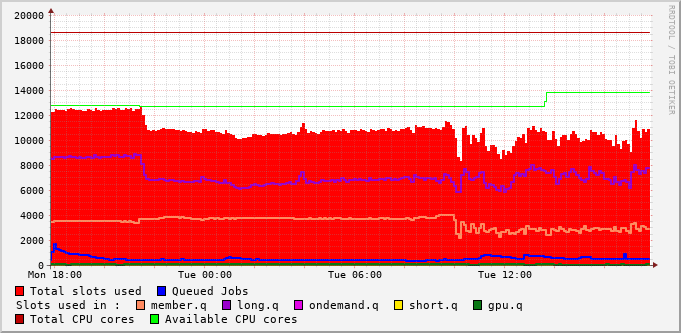 20000
18000
16000
14000
12000
10000
8000
6000
4000
2000
0
Mon 18:00 Tue 00:00 Tue 06:00 Tue 12:00
Total slots used Queued Jobs
Slots used in : member.q long.q ondemand.q short.q gpu.q
Total CPU cores Available CPU cores
RRDTOOL / TOBI OETIKER